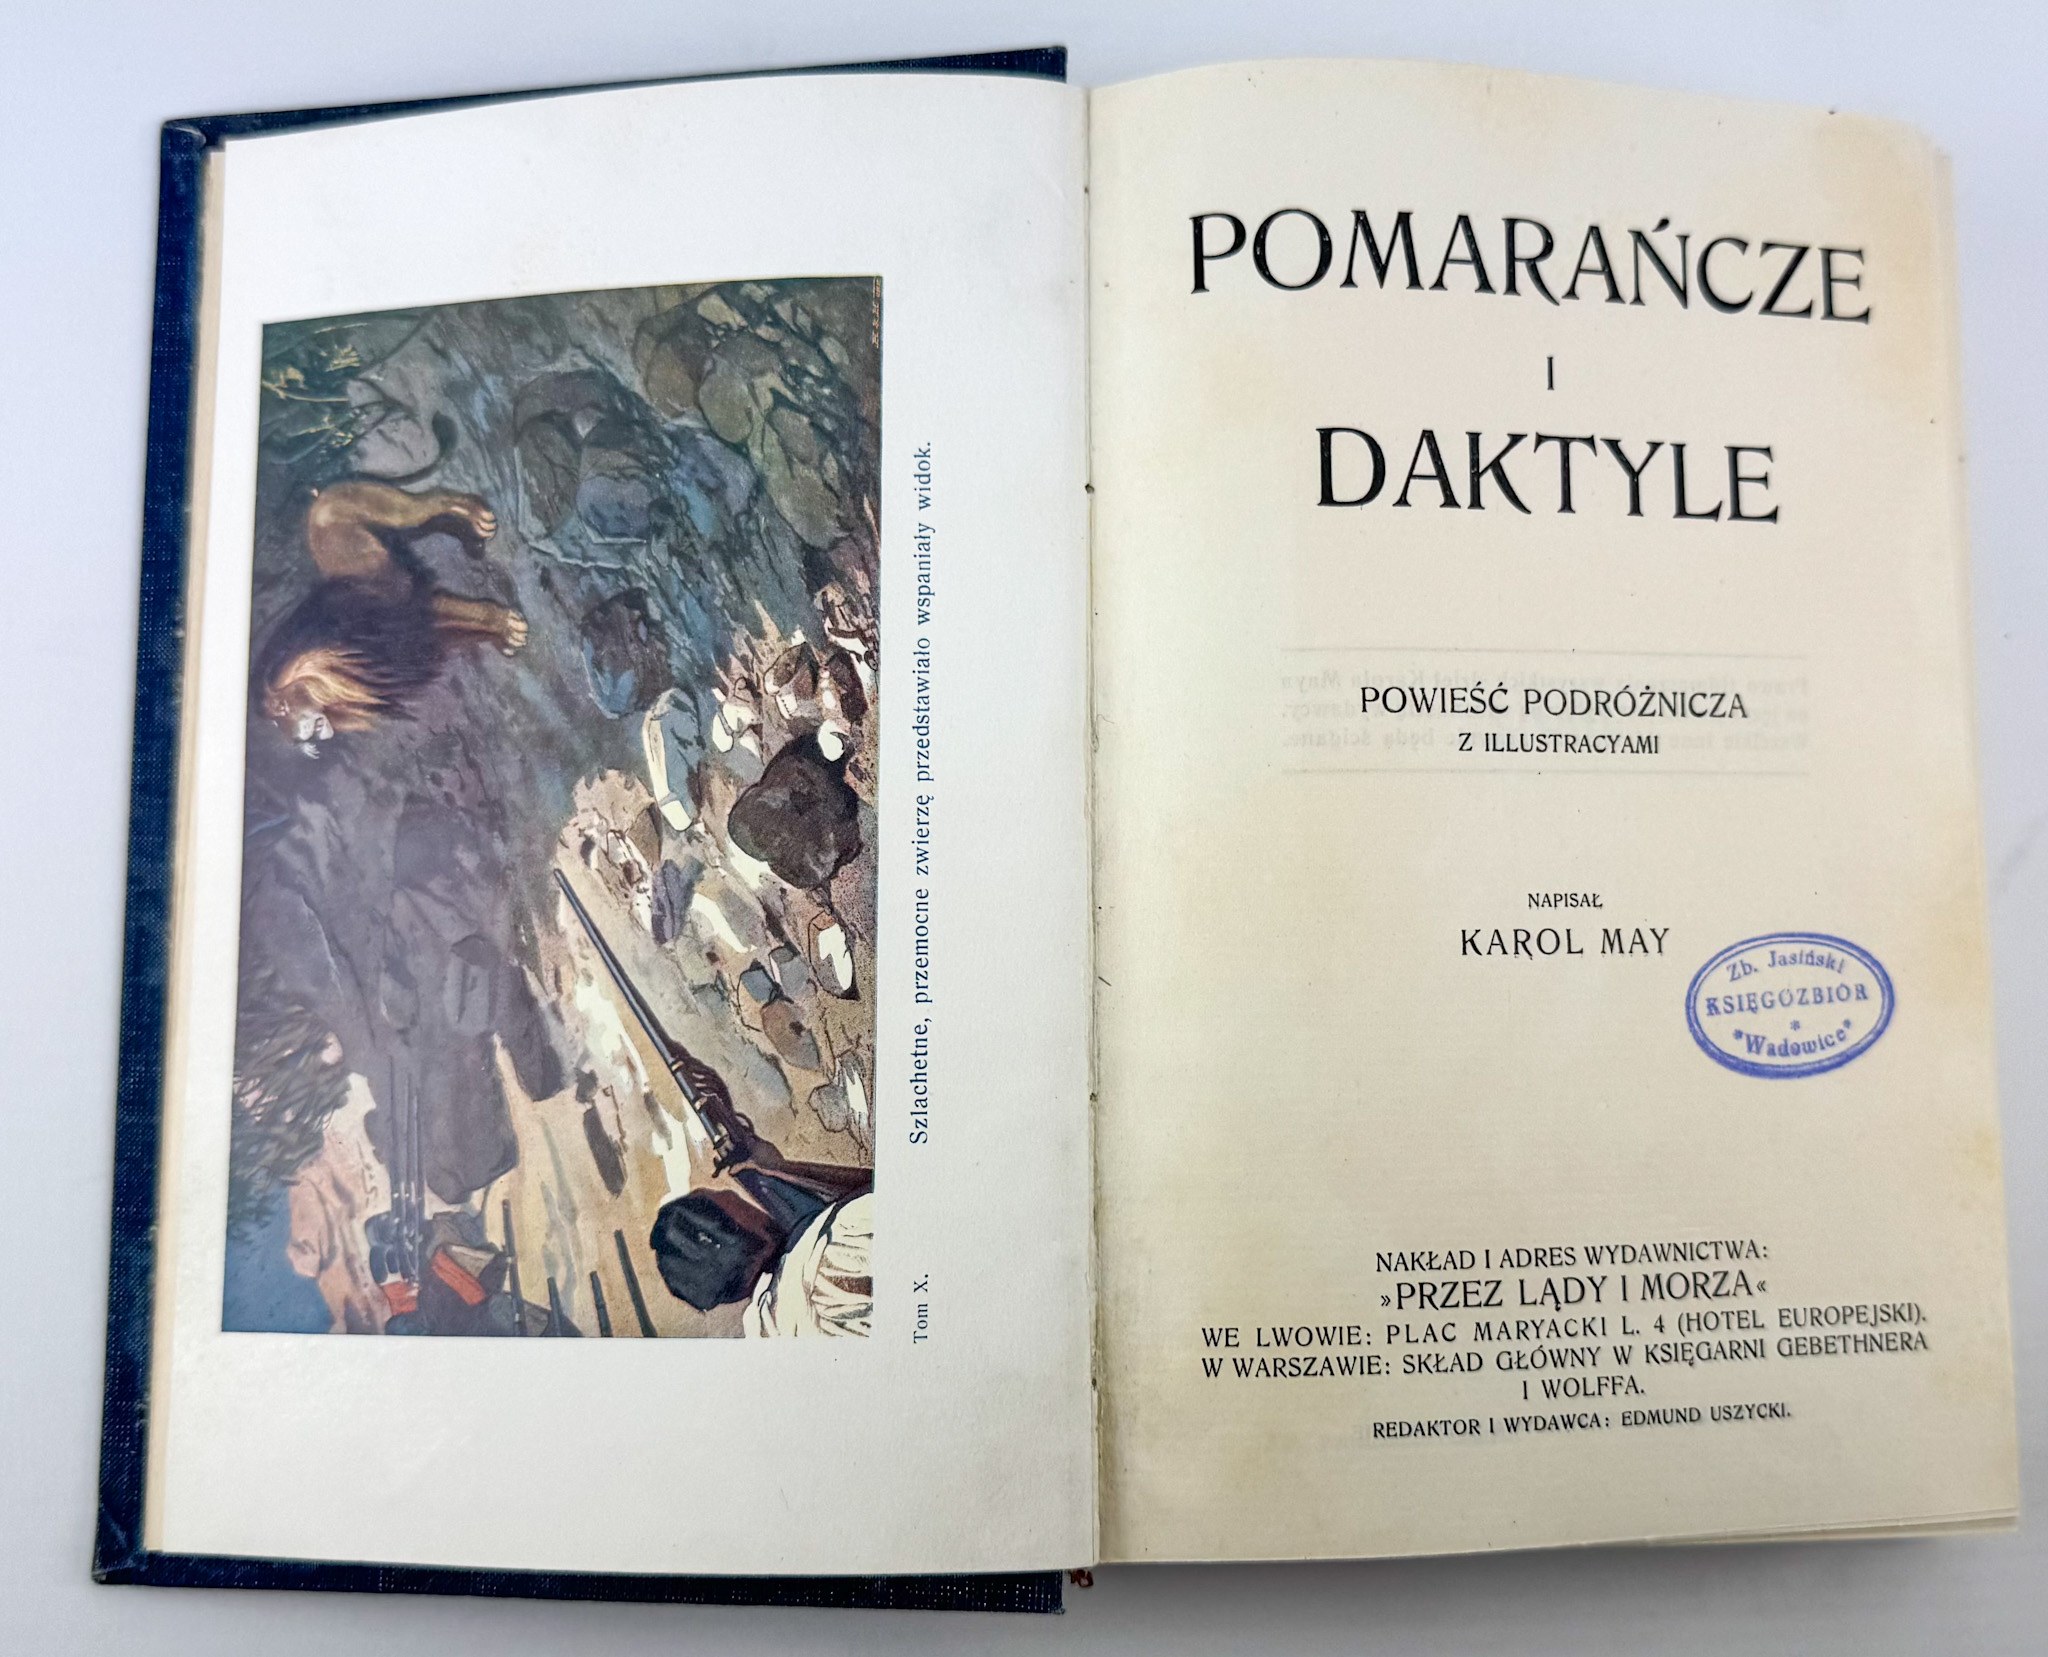 Szlachetne, przemocne zwierzę przedstawiało wspaniały widok.
Tom X.
POMARAŃCZE
I
DAKTYLE
POWIEŚĆ PODRÓŻNICZA
Z ILLUSTRACYAMI
NAPISAŁ
KAROL MAY
Zb. Jasiński
KSIĘGOZBIÓR
*
*Wadowice*
NAKŁAD I ADRES WYDAWNICTWA:
»PRZEZ LĄDY I MORZA«
WE LWOWIE: PLAC MARYACKI L. 4 (HOTEL EUROPEJSKI).
W WARSZAWIE: SKŁAD GŁÓWNY W KSIĘGARNI GEBETHNERA
I WOLFFA.
REDAKTOR I WYDAWCA: EDMUND USZYCKI.